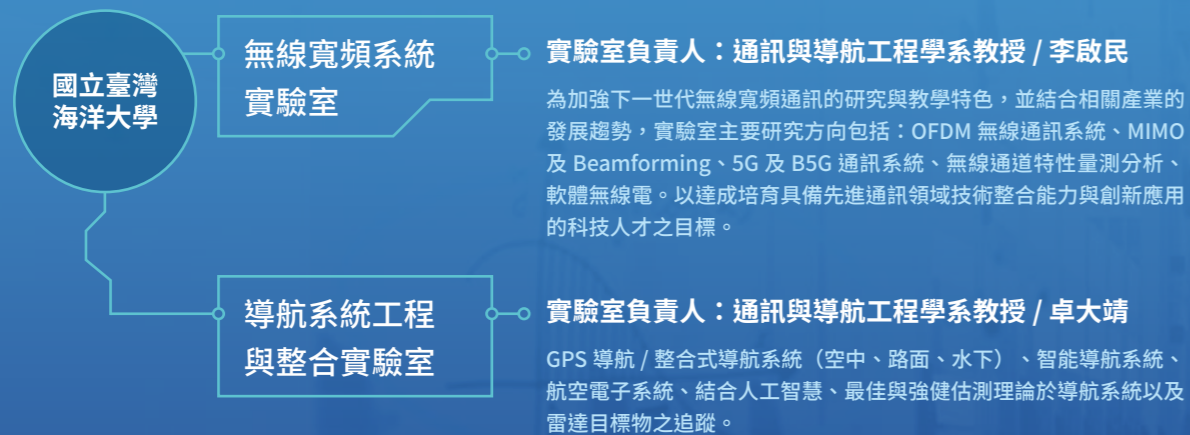 國立臺灣
海洋大學
無線寬頻系統
實驗室
實驗室負責人：通訊與導航工程學系教授 / 李啟民
為加強下一世代無線寬頻通訊的研究與教學特色，並結合相關產業的
發展趨勢，實驗室主要研究方向包括：OFDM 無線通訊系統、MIMO
及 Beamforming、5G 及 B5G 通訊系統、無線通道特性量測分析、
軟體無線電。以達成培育具備先進通訊領域技術整合能力與創新應用
的科技人才之目標。
導航系統工程
與整合實驗室
實驗室負責人：通訊與導航工程學系教授 / 卓大靖
GPS 導航 / 整合式導航系統（空中、路面、水下）、智能導航系統、
航空電子系統、結合人工智慧、最佳與強健估測理論於導航系統以及
雷達目標物之追蹤。